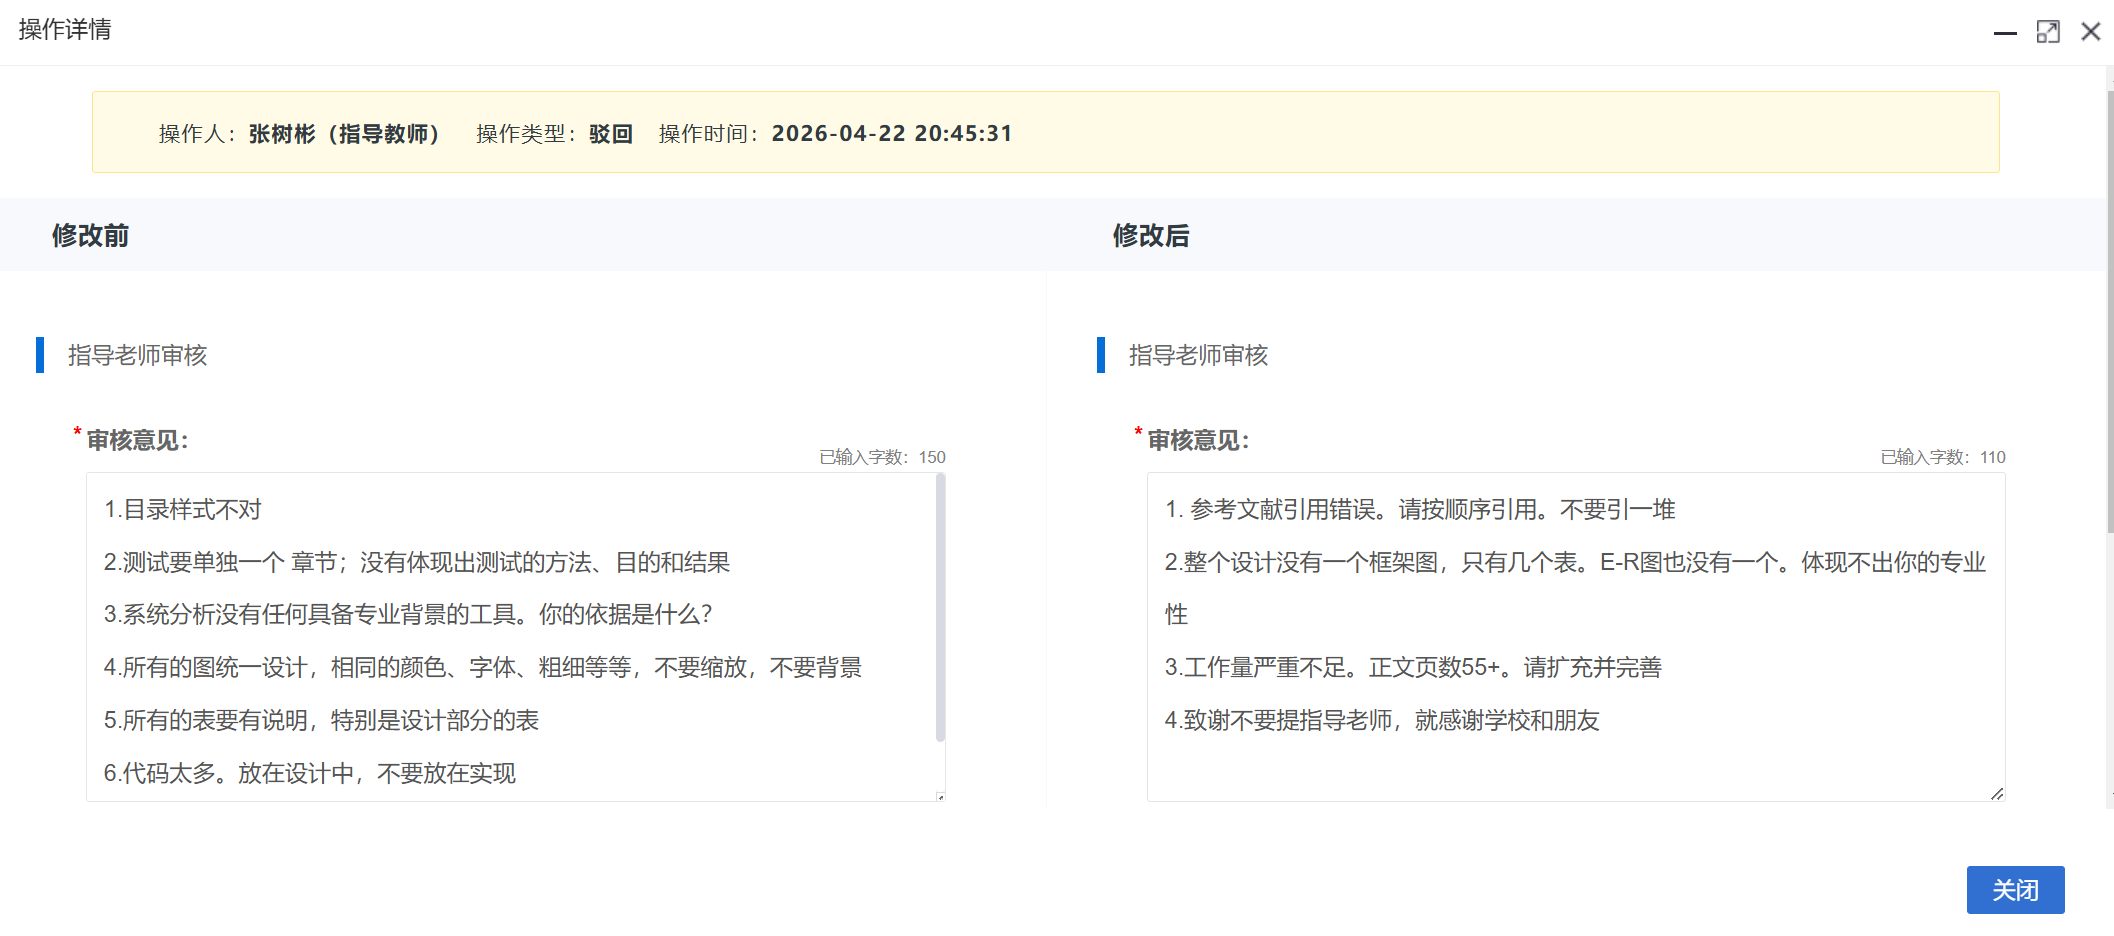 操作详情
操作人：张树彬（指导教师） 操作类型：驳回 操作时间：2026-04-22 20:45:31
修改前
修改后
指导老师审核
指导老师审核
*审核意见：
已输入字数：150
*审核意见：
已输入字数：110
1.目录样式不对
2.测试要单独一个 章节；没有体现出测试的方法、目的和结果
3.系统分析没有任何具备专业背景的工具。你的依据是什么？
4.所有的图统一设计，相同的颜色、字体、粗细等等，不要缩放，不要背景
5.所有的表要有说明，特别是设计部分的表
6.代码太多。放在设计中，不要放在实现
1. 参考文献引用错误。请按顺序引用。不要引一堆
2.整个设计没有一个框架图，只有几个表。E-R图也没有一个。体现不出你的专业
性
3.工作量严重不足。正文页数55+。请扩充并完善
4.致谢不要提指导老师，就感谢学校和朋友
关闭